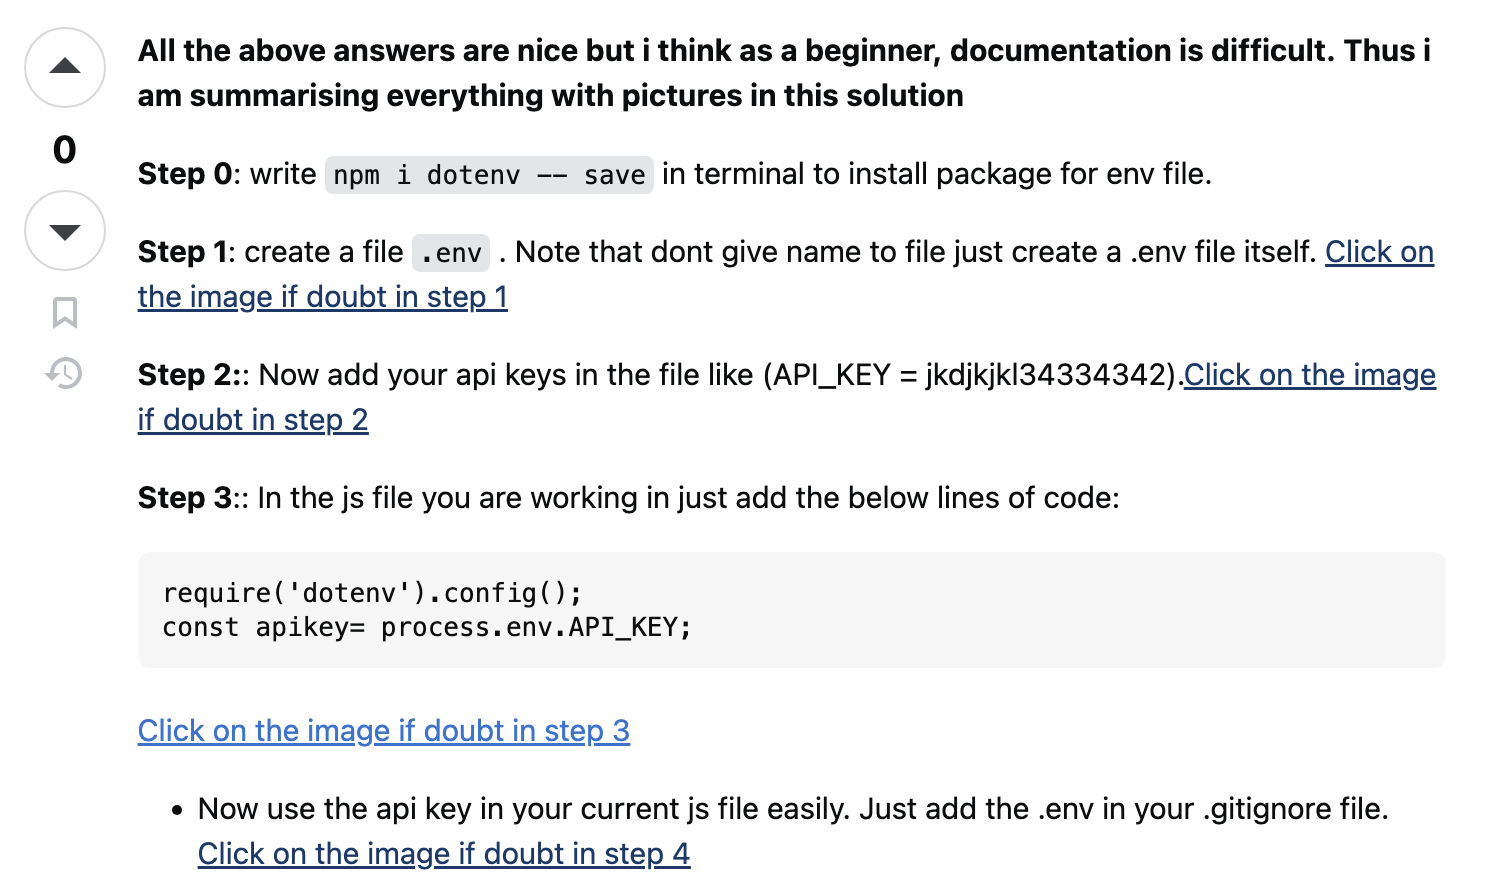 All the above answers are nice but i think as a beginner, documentation is difficult. Thus i
am summarising everything with pictures in this solution
0
Step 0: write npm i dotenv -- save in terminal to install package for env file.
Step 1: create a file .env . Note that dont give name to file just create a .env file itself. Click on
the image if doubt in step 1
Step 2:: Now add your api keys in the file like (API_KEY = jkdjkjkl34334342).Click on the image
if doubt in step 2
Step 3:: In the js file you are working in just add the below lines of code:
require('dotenv').config();
const apikey= process.env.API_KEY;
Click on the image if doubt in step 3
• Now use the api key in your current js file easily. Just add the .env in your .gitignore file.
Click on the image if doubt in step 4